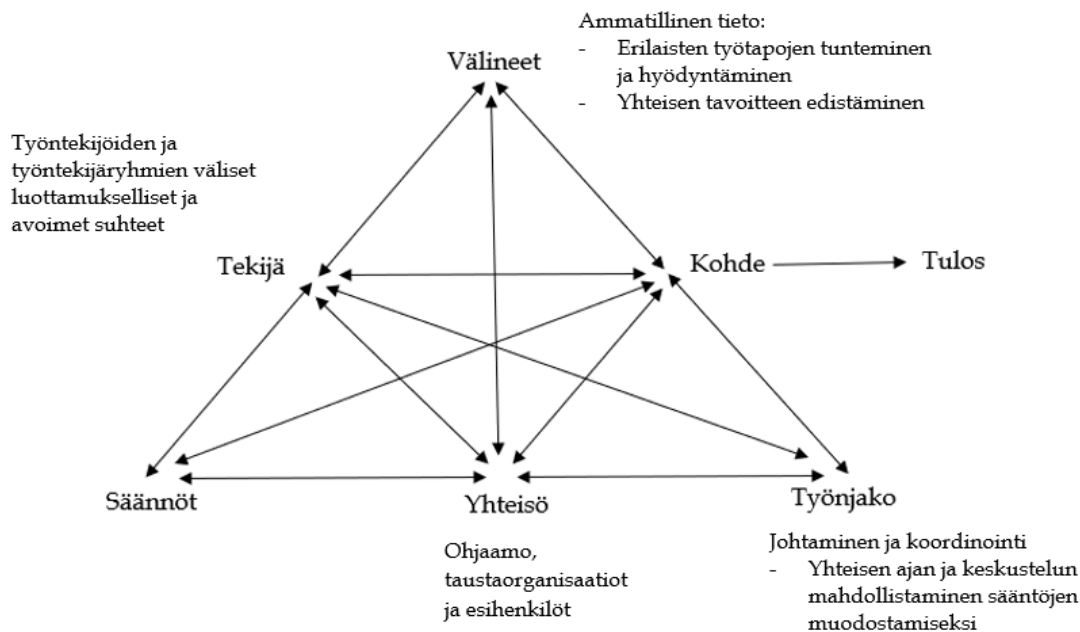 Ammatillinen tieto:
- Erilaisten työtapojen tunteminen
ja hyödyntäminen
- Yhteisen tavoitteen edistäminen
Välineet
Työntekijöiden ja
työntekijäryhmien väliset
luottamukselliset ja
avoimet suhteet
Tekijä
Kohde
Tulos
Säännöt
Yhteisö
Työnjako
Ohjaamo,
taustaorganisaatiot
ja esihenkilöt
Johtaminen ja koordinointi
- Yhteisen ajan ja keskustelun
mahdollistaminen sääntöjen
muodostamiseksi